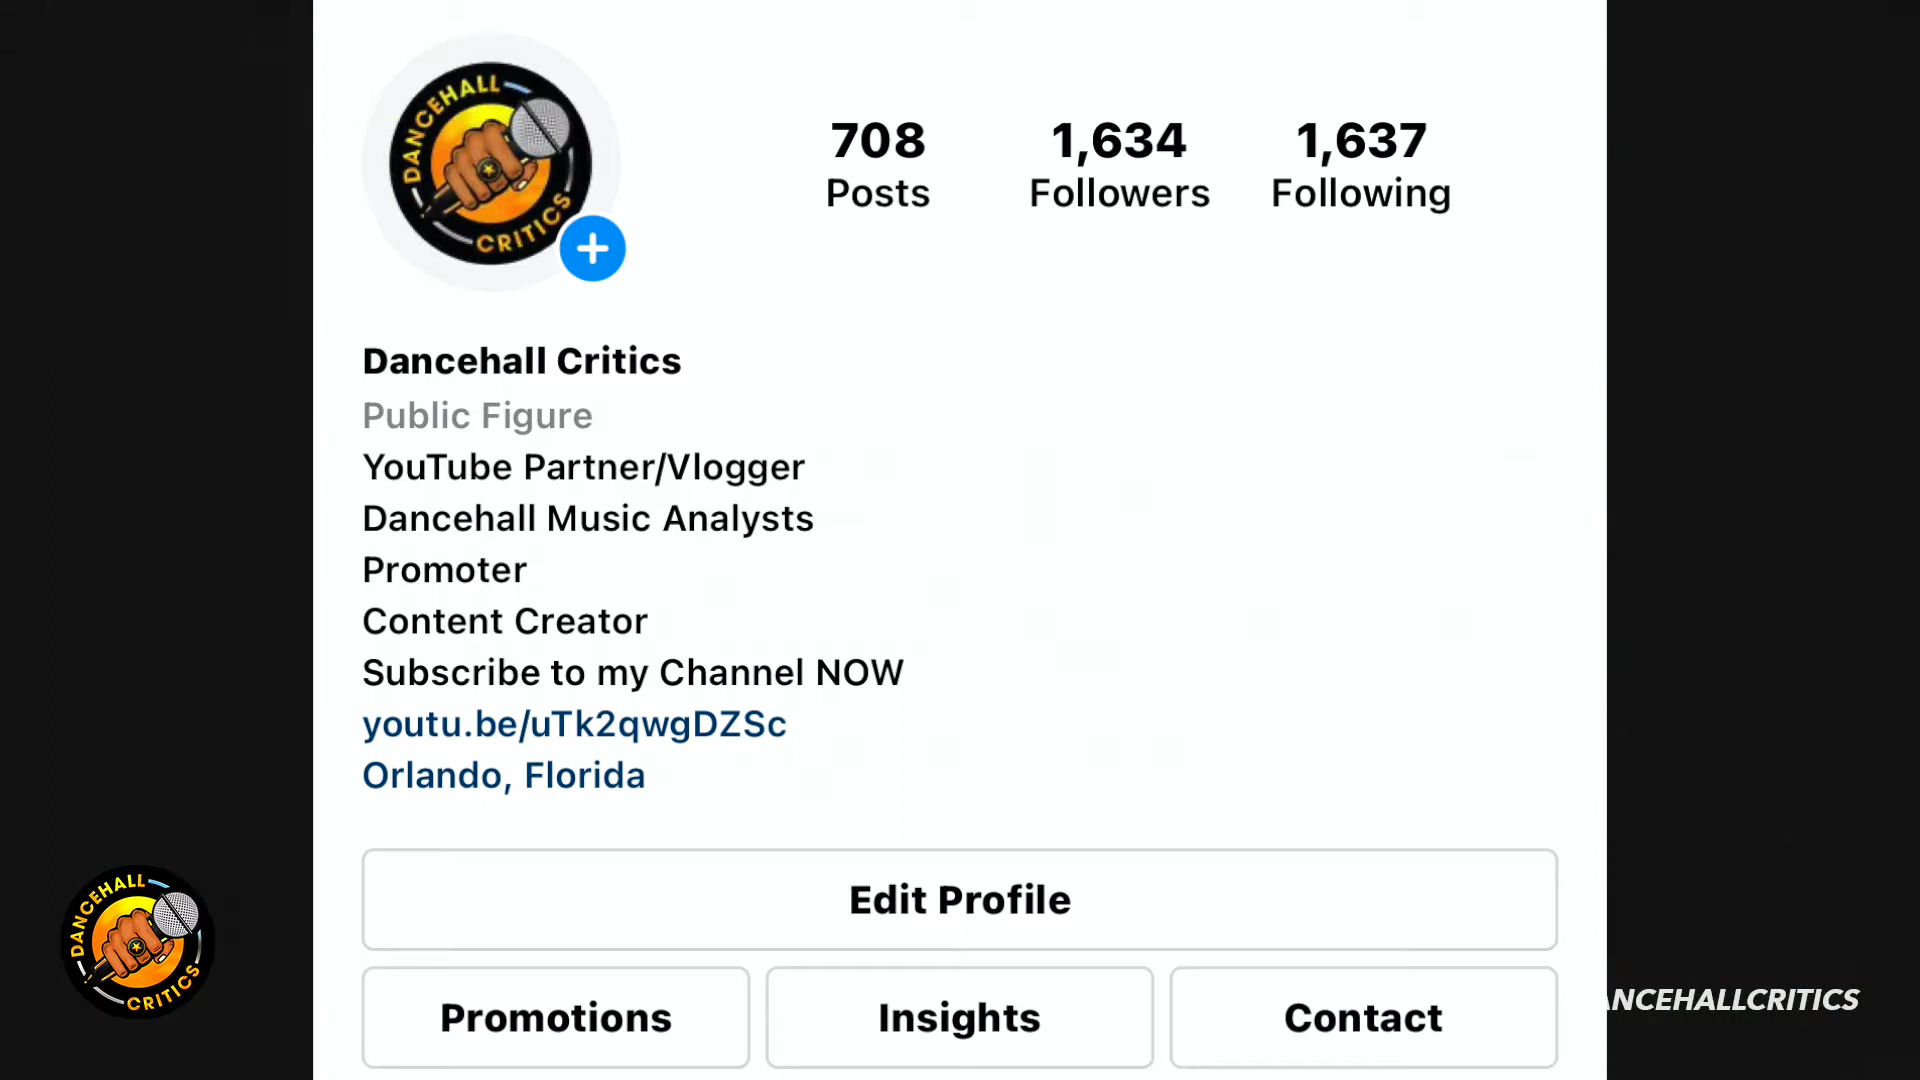 DANCEHALL
CRITICS
708
Posts
1,634
Followers
1,637
Following
Dancehall Critics
Public Figure
YouTube Partner/Vlogger
Dancehall Music Analysts
Promoter
Content Creator
Subscribe to my Channel NOW
youtu.be/uTk2qwgDZSc
Orlando, Florida
Edit Profile
Promotions
Insights
Contact
DANCEHALL
CRITICS
ANCEHALLCRITICS